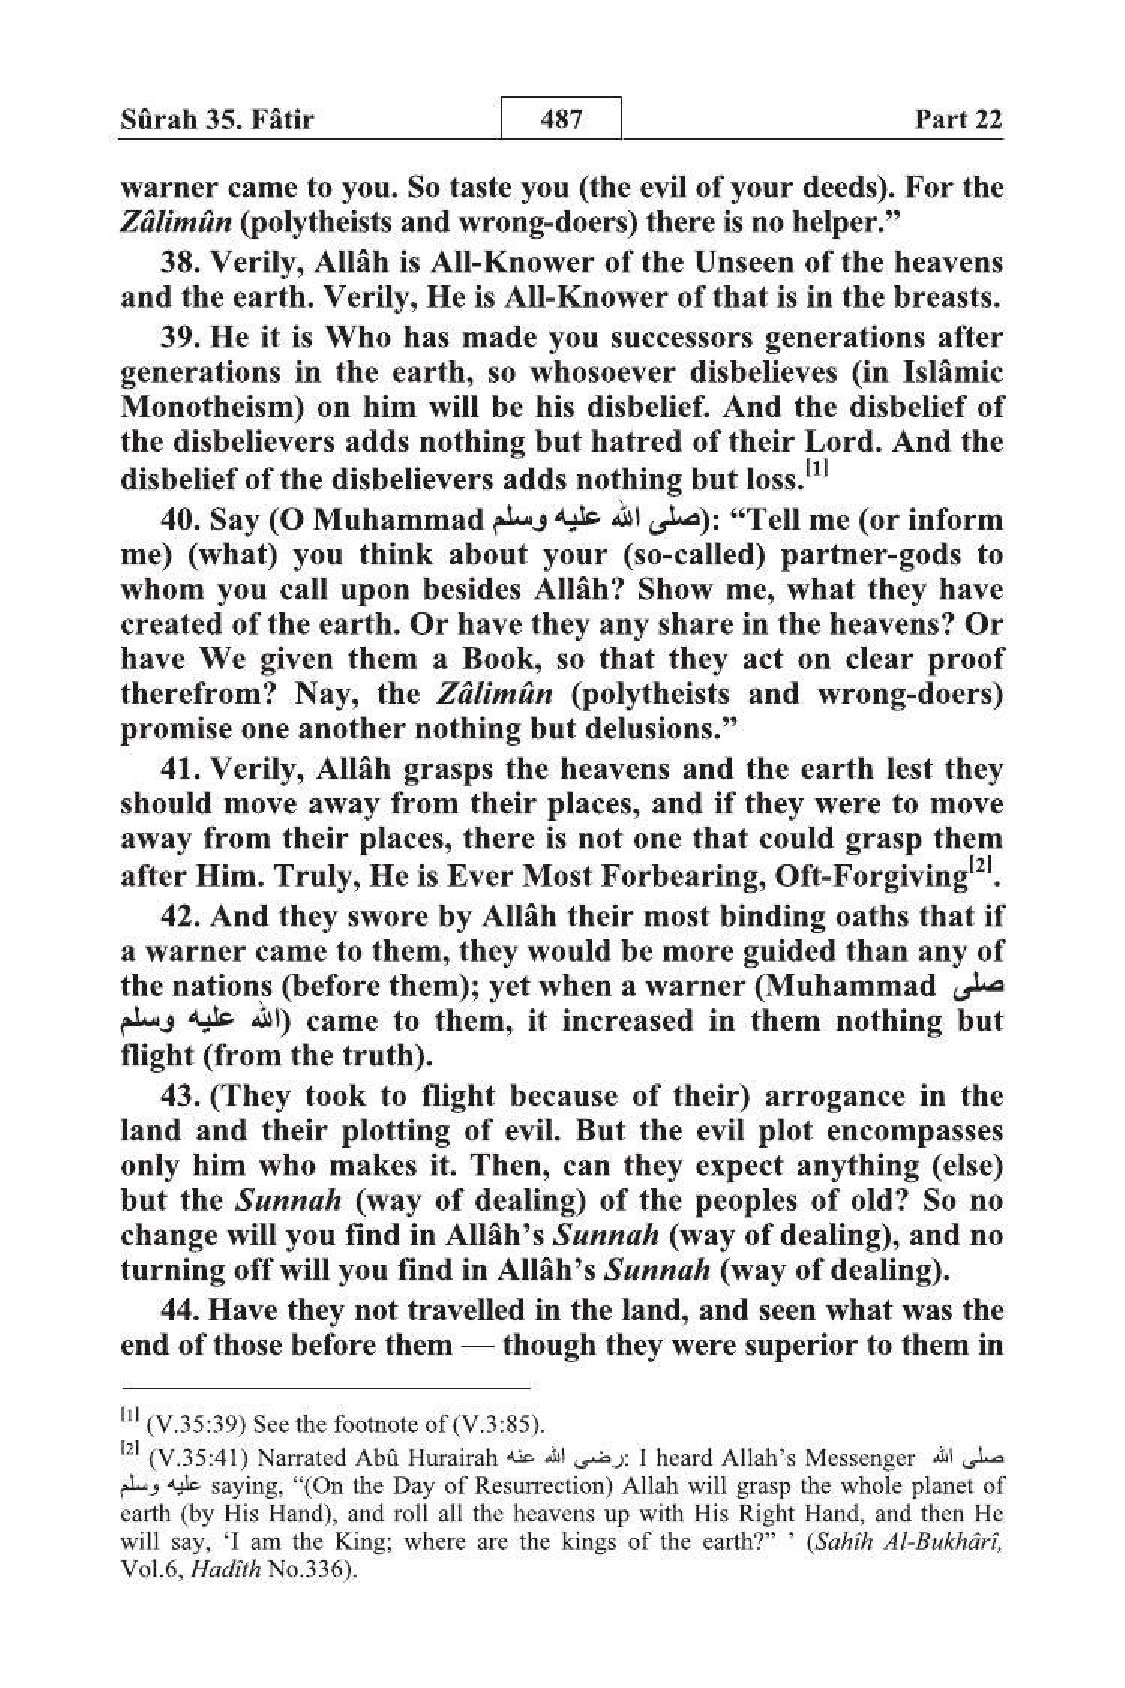 Sûrah 35. Fâtir 487 Part 22
warner came to you. So taste you (the evil of your deeds). For the
Zâlimûn (polytheists and wrong-doers) there is no helper.”
38. Verily, Allâh is All-Knower of the Unseen of the heavens
and the earth. Verily, He is All-Knower of that is in the breasts.
39. He it is Who has made you successors generations after
generations in the earth, so whosoever disbelieves (in Islâmic
Monotheism) on him will be his disbelief. And the disbelief of
the disbelievers adds nothing but hatred of their Lord. And the
disbelief of the disbelievers adds nothing but loss.[1]
40. Say (O Muhammad صلى الله عليه وسلم): “Tell me (or inform
me) (what) you think about your (so-called) partner-gods to
whom you call upon besides Allâh? Show me, what they have
created of the earth. Or have they any share in the heavens? Or
have We given them a Book, so that they act on clear proof
therefrom? Nay, the Zâlimûn (polytheists and wrong-doers)
promise one another nothing but delusions.”
41. Verily, Allâh grasps the heavens and the earth lest they
should move away from their places, and if they were to move
away from their places, there is not one that could grasp them
after Him. Truly, He is Ever Most Forbearing, Oft-Forgiving[2].
42. And they swore by Allâh their most binding oaths that if
a warner came to them, they would be more guided than any of
the nations (before them); yet when a warner (Muhammad صلى
الله عليه وسلم) came to them, it increased in them nothing but
flight (from the truth).
43. (They took to flight because of their) arrogance in the
land and their plotting of evil. But the evil plot encompasses
only him who makes it. Then, can they expect anything (else)
but the Sunnah (way of dealing) of the peoples of old? So no
change will you find in Allâh’s Sunnah (way of dealing), and no
turning off will you find in Allâh’s Sunnah (way of dealing).
44. Have they not travelled in the land, and seen what was the
end of those before them — though they were superior to them in
[1] (V.35:39) See the footnote of (V.3:85).
[2] (V.35:41) Narrated Abû Hurairah رضى الله عنه: I heard Allah’s Messenger صلى الله
عليه وسلم saying, “(On the Day of Resurrection) Allah will grasp the whole planet of
earth (by His Hand), and roll all the heavens up with His Right Hand, and then He
will say, ‘I am the King; where are the kings of the earth?” ’ (Sahîh Al-Bukhârî,
Vol.6, Hadîth No.336).